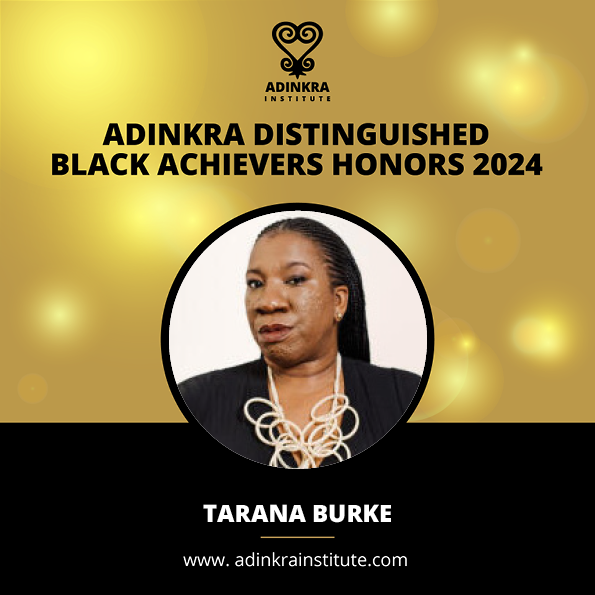 ADINKRA
INSTITUTE
ADINKRA DISTINGUISHED
BLACK ACHIEVERS HONORS 2024
TARANA BURKE
www. adinkrainstitute.com